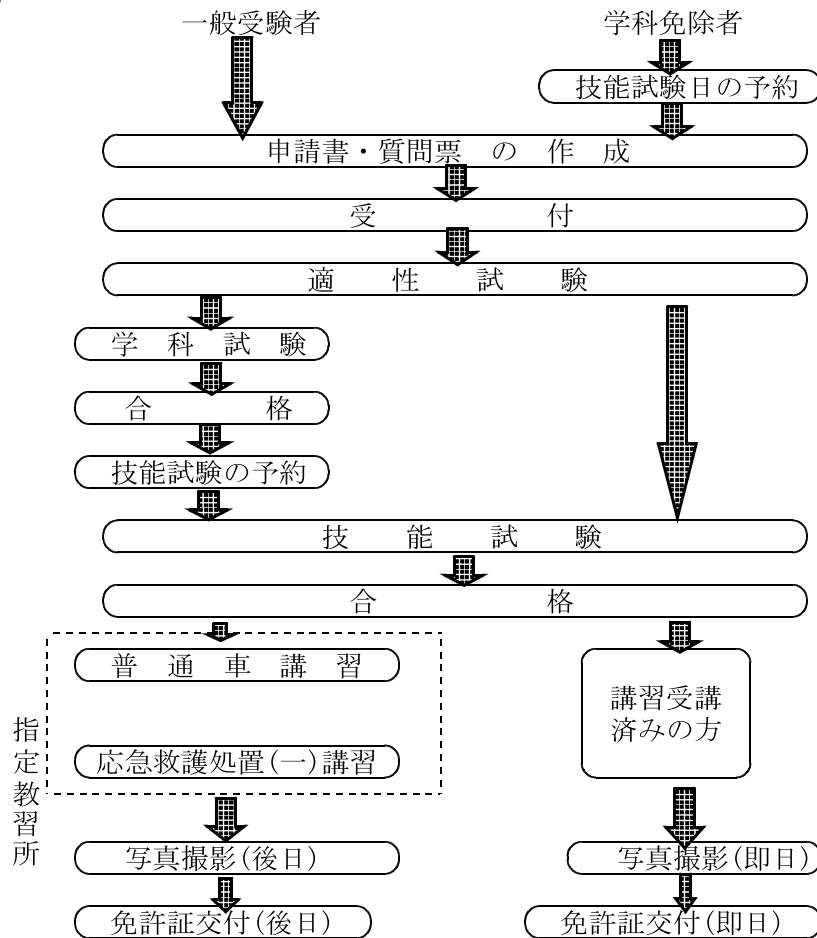 一般受験者
学科免除者
技能試験日の予約
申請書・質問票の作成
受付
適性試験
学科試験
合格
技能試験の予約
技能試験
合格
普通車講習
応急救護処置(一)講習
指定教習所
講習受講
済みの方
写真撮影(後日)
写真撮影(即日)
免許証交付(後日)
免許証交付(即日)